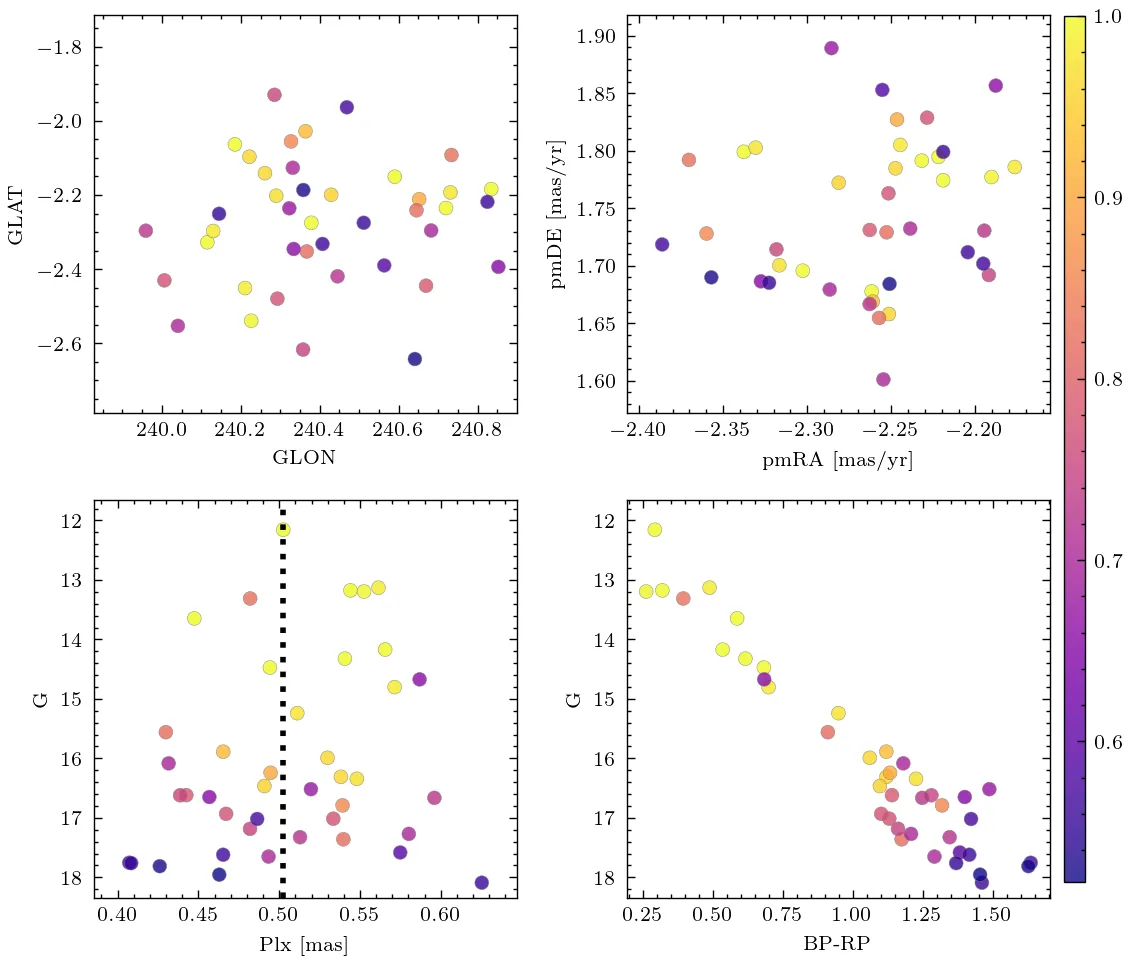 −1.8
−2.0
−2.2
−2.4
−2.6
GLAT
240.0 240.2 240.4 240.6 240.8
GLON
1.90
1.85
1.80
1.75
1.70
1.65
1.60
pmDE [mas/yr]
−2.40 −2.35 −2.30 −2.25 −2.20
pmRA [mas/yr]
1.0
0.9
0.8
0.7
0.6
12
13
14
15
16
17
18
G
0.40 0.45 0.50 0.55 0.60
Plx [mas]
12
13
14
15
16
17
18
G
0.25 0.50 0.75 1.00 1.25 1.50
BP-RP